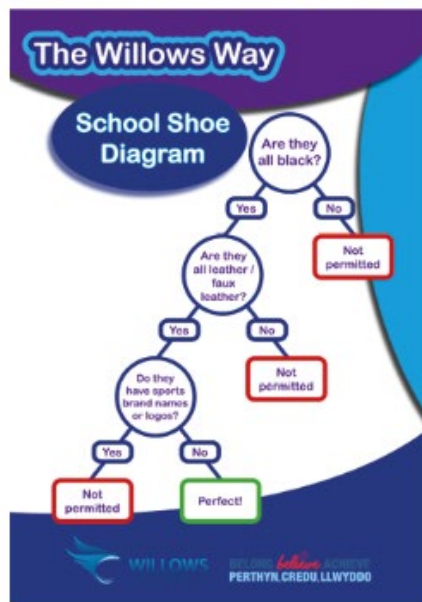 The Willows Way
School Shoe
Diagram
Are they
all black?
Yes
No
Not
permitted
Are they
all leather /
faux
leather?
Yes
No
Not
permitted
Do they
have sports
brand names
or logos?
Yes
No
Not
permitted
Perfect!
WILLOWS
BELONG, believe, ACHIEVE
PERTHYN, CREDU, LLWYDDO